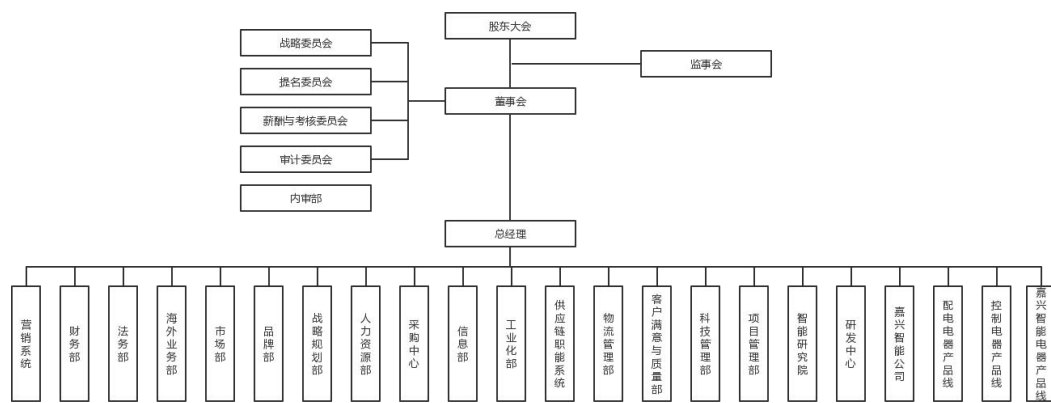 股东大会
战略委员会
监事会
提名委员会
董事会
薪酬与考核委员会
审计委员会
内审部
总经理
营销系统
财务部
法务部
海外业务部
市场部
品牌部
战略规划部
人力资源部
采购中心
信息部
工业化部
供应链职能系统
物流管理部
客户满意与质量部
科技管理部
项目管理部
智能研究院
研发中心
嘉兴智能公司
配电电器产品线
控制电器产品线
嘉兴智能电器产品线